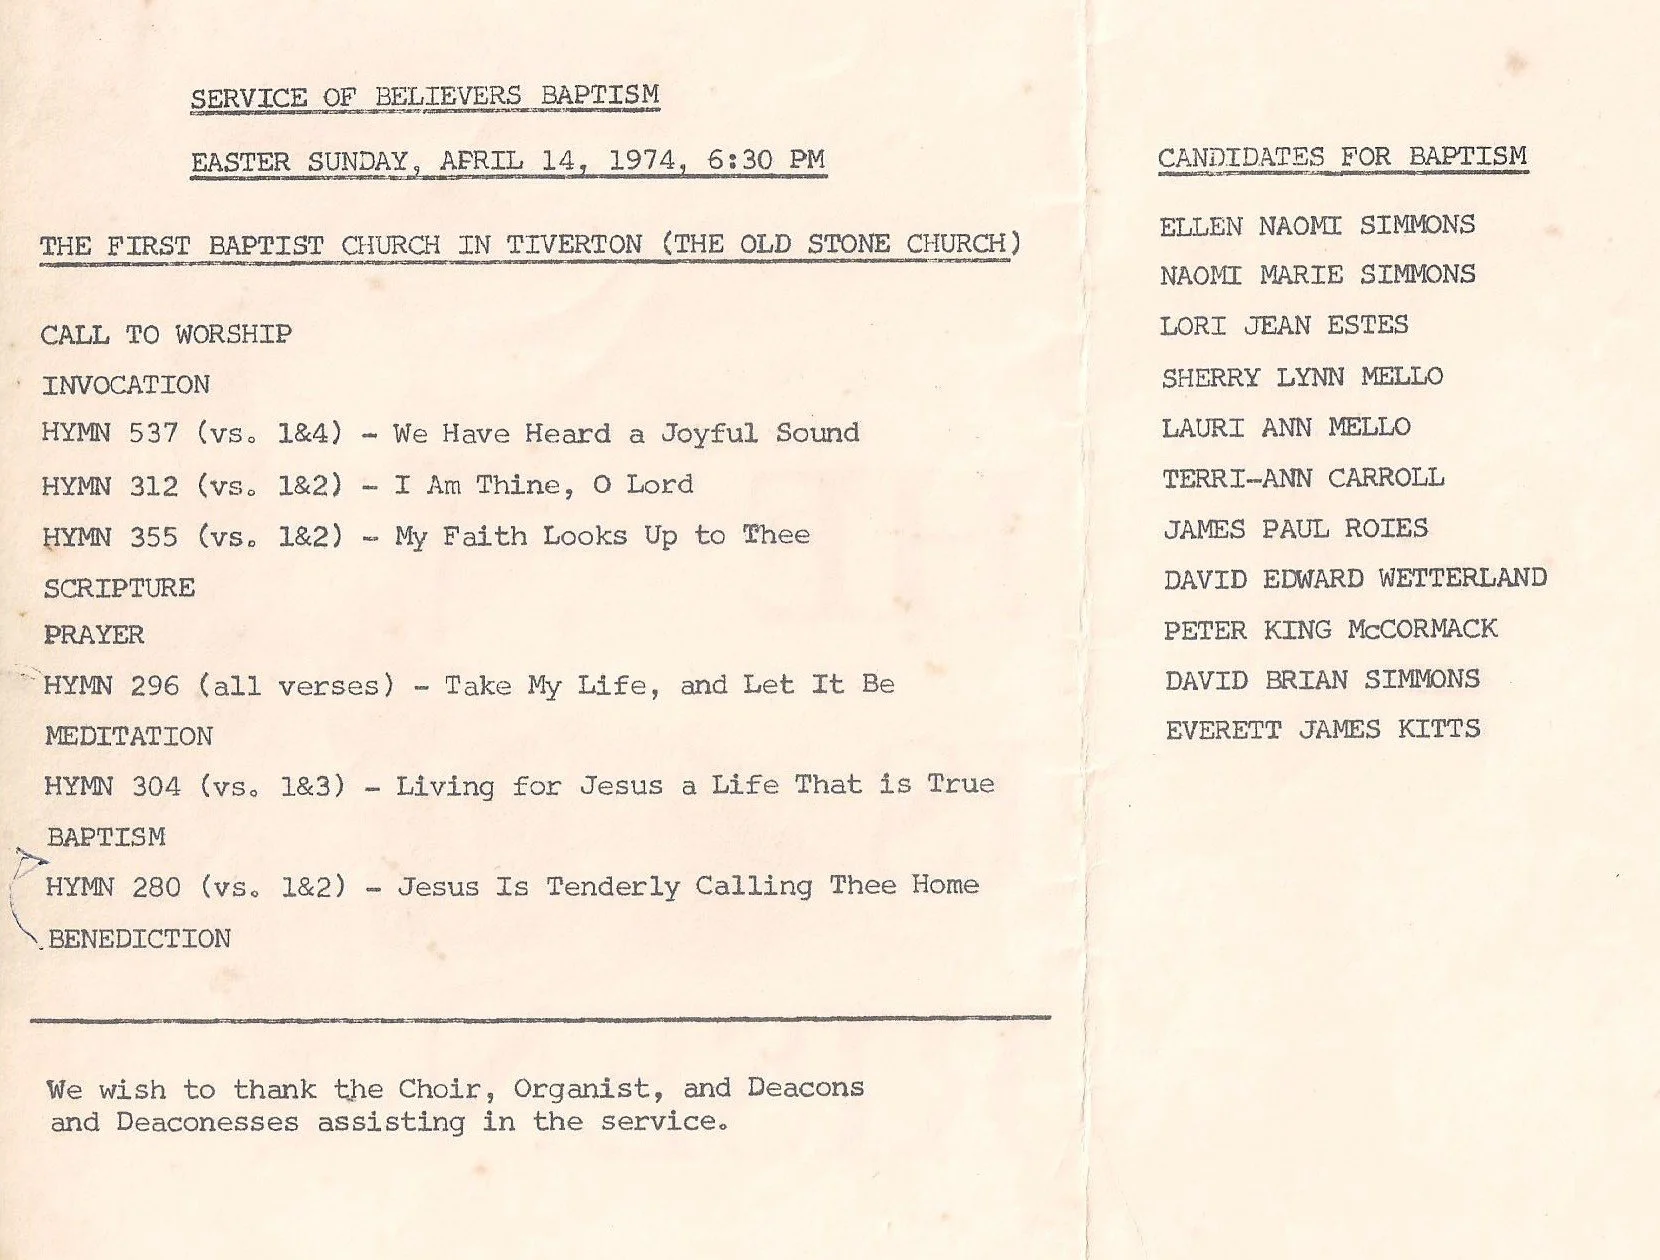 SERVICE OF BELIEVERS BAPTISM
EASTER SUNDAY, APRIL 14, 1974, 6:30 PM
THE FIRST BAPTIST CHURCH IN TIVERTON (THE OLD STONE CHURCH)
CALL TO WORSHIP
INVOCATION
HYMN 537 (vs. 1&4) - We Have Heard a Joyful Sound
HYMN 312 (vs. 1&2) - I Am Thine, O Lord
HYMN 355 (vs. 1&2) - My Faith Looks Up to Thee
SCRIPTURE
PRAYER
HYMN 296 (all verses) - Take My Life, and Let It Be
MEDITATION
HYMN 304 (vs. 1&3) - Living for Jesus a Life That is True
BAPTISM
HYMN 280 (vs. 1&2) - Jesus Is Tenderly Calling Thee Home
BENEDICTION
We wish to thank the Choir, Organist, and Deacons
and Deaconesses assisting in the service.
CANDIDATES FOR BAPTISM
ELLEN NAOMI SIMMONS
NAOMI MARIE SIMMONS
LORI JEAN ESTES
SHERRY LYNN MELLO
LAURI ANN MELLO
TERRI-ANN CARROLL
JAMES PAUL ROIES
DAVID EDWARD WETTERLAND
PETER KING McCORMACK
DAVID BRIAN SIMMONS
EVERETT JAMES KITTS